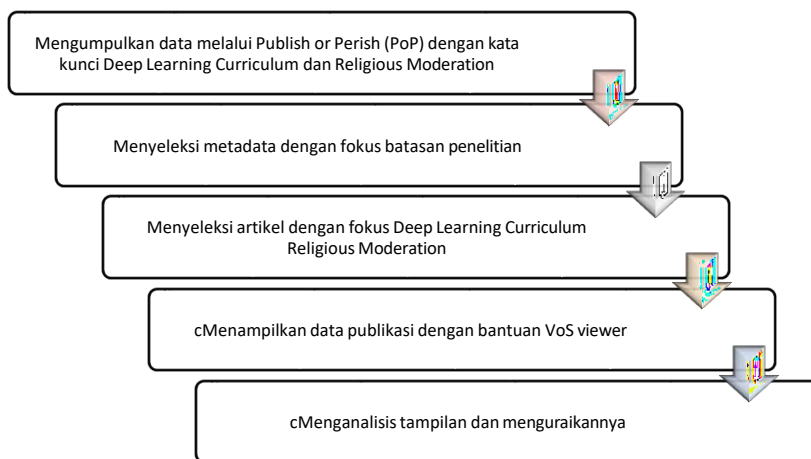 Mengumpulkan data melalui Publish or Perish (PoP) dengan kata
kunci Deep Learning Curriculum dan Religious Moderation
Menyeleksi metadata dengan fokus batasan penelitian
Menyeleksi artikel dengan fokus Deep Learning Curriculum
Religious Moderation
cMenampilkan data publikasi dengan bantuan VoS viewer
cMenganalisis tampilan dan menguraikannya